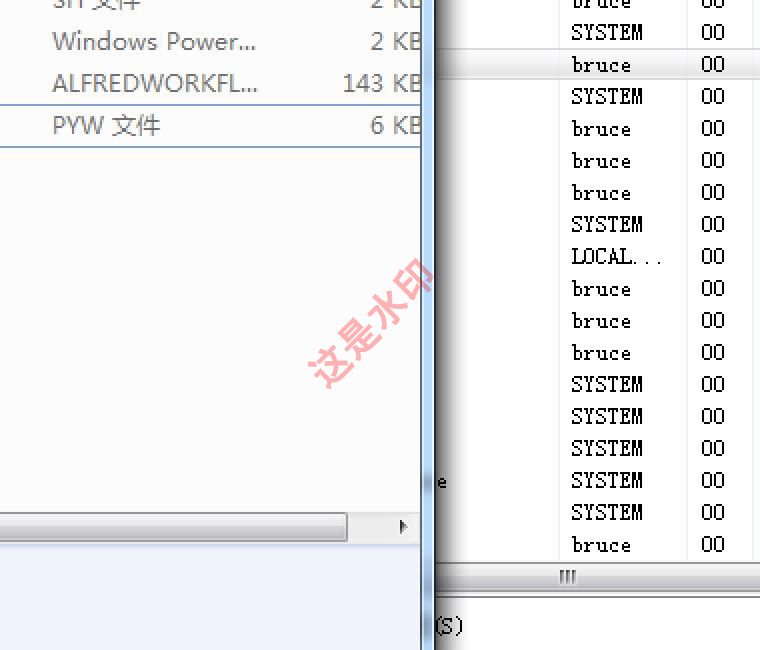 SH 文件 2 KB
Windows Power... 2 KB
ALFREDWORKFL... 143 KB
PYW 文件 6 KB
这是水印
bruce 00
SYSTEM 00
bruce 00
SYSTEM 00
bruce 00
bruce 00
bruce 00
SYSTEM 00
LOCAL... 00
bruce 00
bruce 00
bruce 00
SYSTEM 00
SYSTEM 00
SYSTEM 00
e SYSTEM 00
SYSTEM 00
bruce 00
(S)